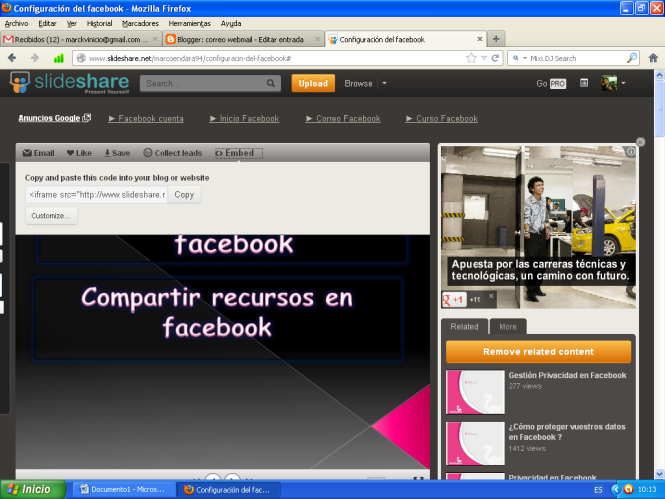 Configuración del facebook - Mozilla Firefox
Archivo Editar Ver Historial Marcadores Herramientas Ayuda
Recibidos (12) - marckvinicio@gmail.com ...
Blogger: correo webmail - Editar entrada
Configuración del facebook
www.slideshare.net/marcoendara94/configuracin-del-facebook#
Mixi.DJ Search
slideshare
Present Yourself
Search...
Upload
Browse
Go PRO
Anuncios Google
Facebook cuenta
Inicio Facebook
Correo Facebook
Curso Facebook
Email Like Save Collect leads Embed
Copy and paste this code into your blog or website
<iframe src="http://www.slideshare.r
Copy
Customize...
facebook
Compartir recursos en
facebook
Apuesta por las carreras técnicas y
tecnológicas, un camino con futuro.
g +1 +11
Related More
Remove related content
Gestión Privacidad en Facebook
277 views
¿Cómo proteger vuestros datos
en Facebook ?
1412 views
Privacidad en Facebook
Inicio
Documento1 - Micros...
Configuración del fac...
ES
10:13